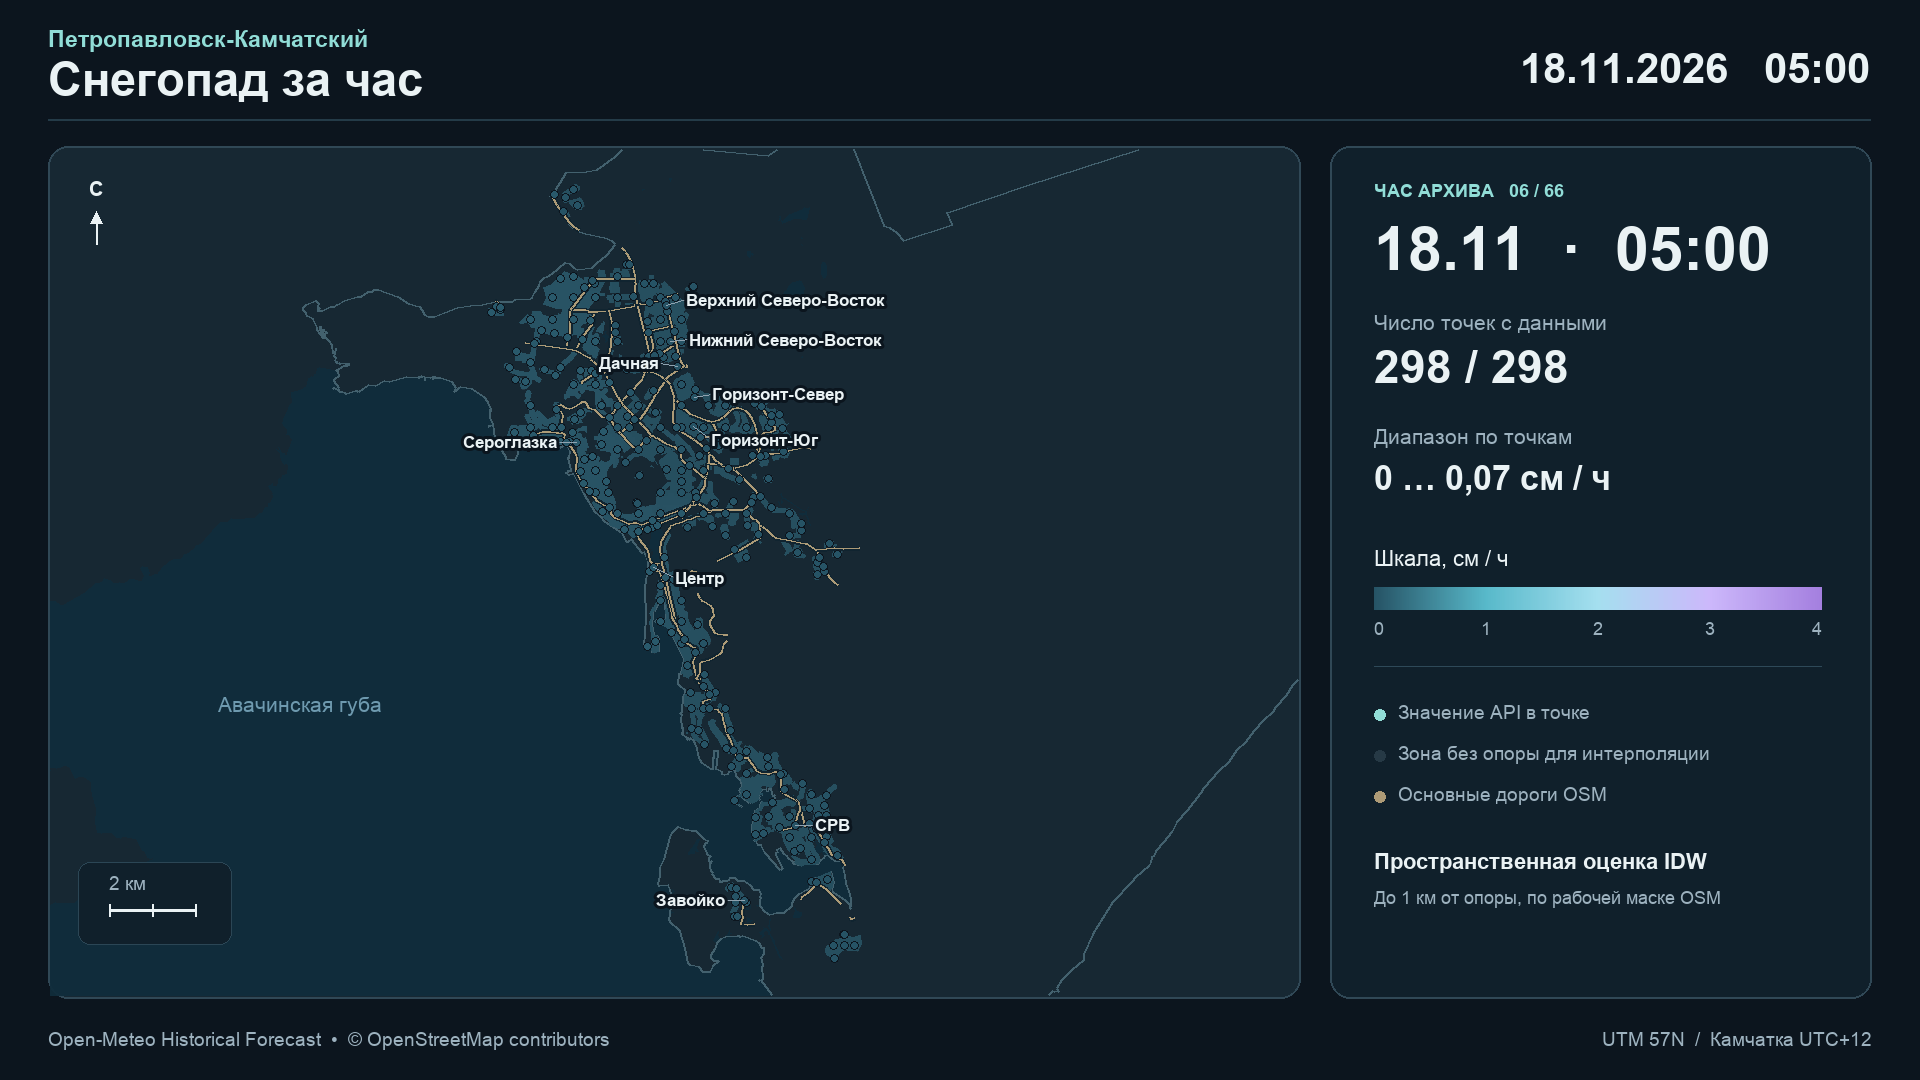 Петропавловск-Камчатский
Снегопад за час
18.11.2026 05:00
С
Верхний Северо-Восток
Нижний Северо-Восток
Дачная
Горизонт-Север
Горизонт-Юг
Сероглазка
Центр
Авачинская губа
СРВ
Завойко
2 км
ЧАС АРХИВА 06 / 66
18.11 · 05:00
Число точек с данными
298 / 298
Диапазон по точкам
0 … 0,07 см / ч
Шкала, см / ч
0 1 2 3 4
Значение API в точке
Зона без опоры для интерполяции
Основные дороги OSM
Пространственная оценка IDW
До 1 км от опоры, по рабочей маске OSM
Open-Meteo Historical Forecast • © OpenStreetMap contributors
UTM 57N / Камчатка UTC+12